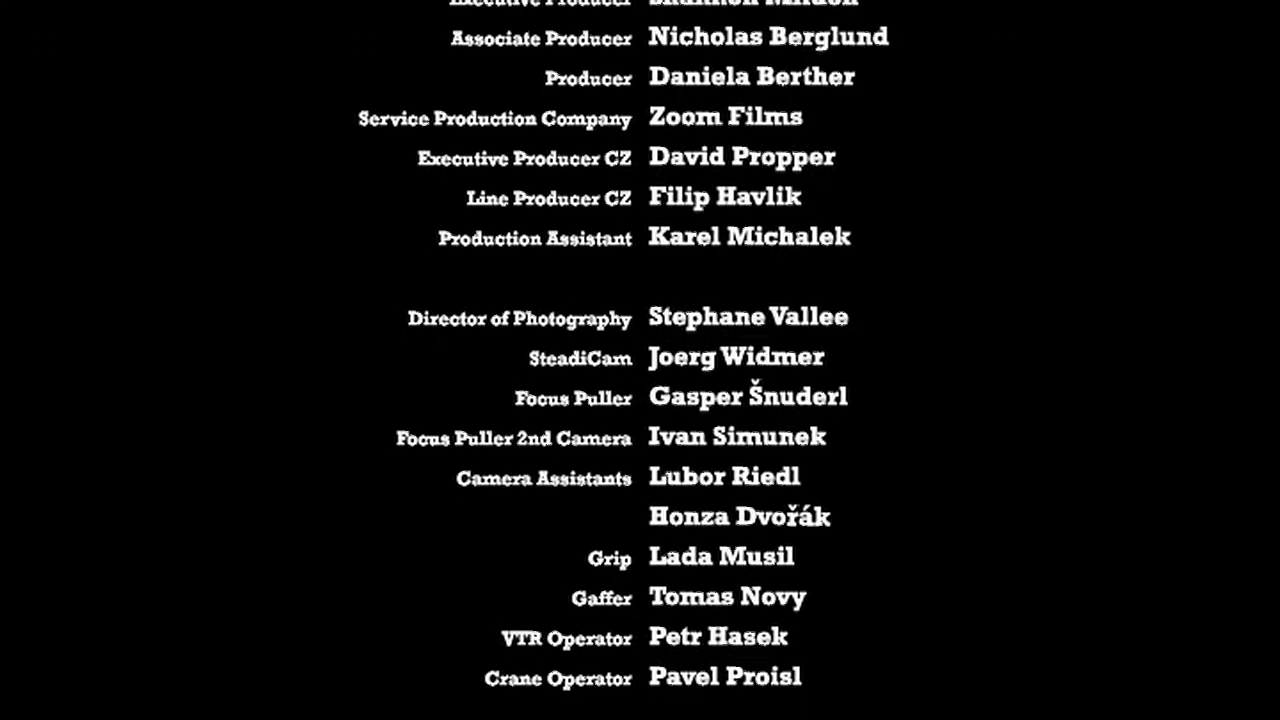 Executive Producer
Associate Producer Nicholas Berglund
Producer Daniela Berther
Service Production Company Zoom Films
Executive Producer CZ David Propper
Line Producer CZ Filip Havlik
Production Assistant Karel Michalek
Director of Photography Stephane Vallee
SteadiCam Joerg Widmer
Focus Puller Gasper Šnuderl
Focus Puller 2nd Camera Ivan Simunek
Camera Assistants Lubor Riedl
Honza Dvořák
Grip Lada Musil
Gaffer Tomas Novy
VTR Operator Petr Hasek
Crane Operator Pavel Proisl